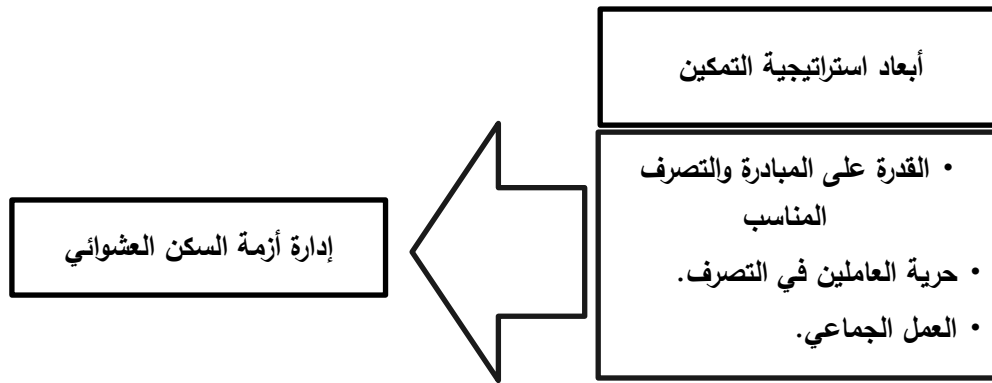 أبعاد استراتيجية التمكين
• القدرة على المبادرة والتصرف
المناسب
• حرية العاملين في التصرف.
• العمل الجماعي.
إدارة أزمة السكن العشوائي